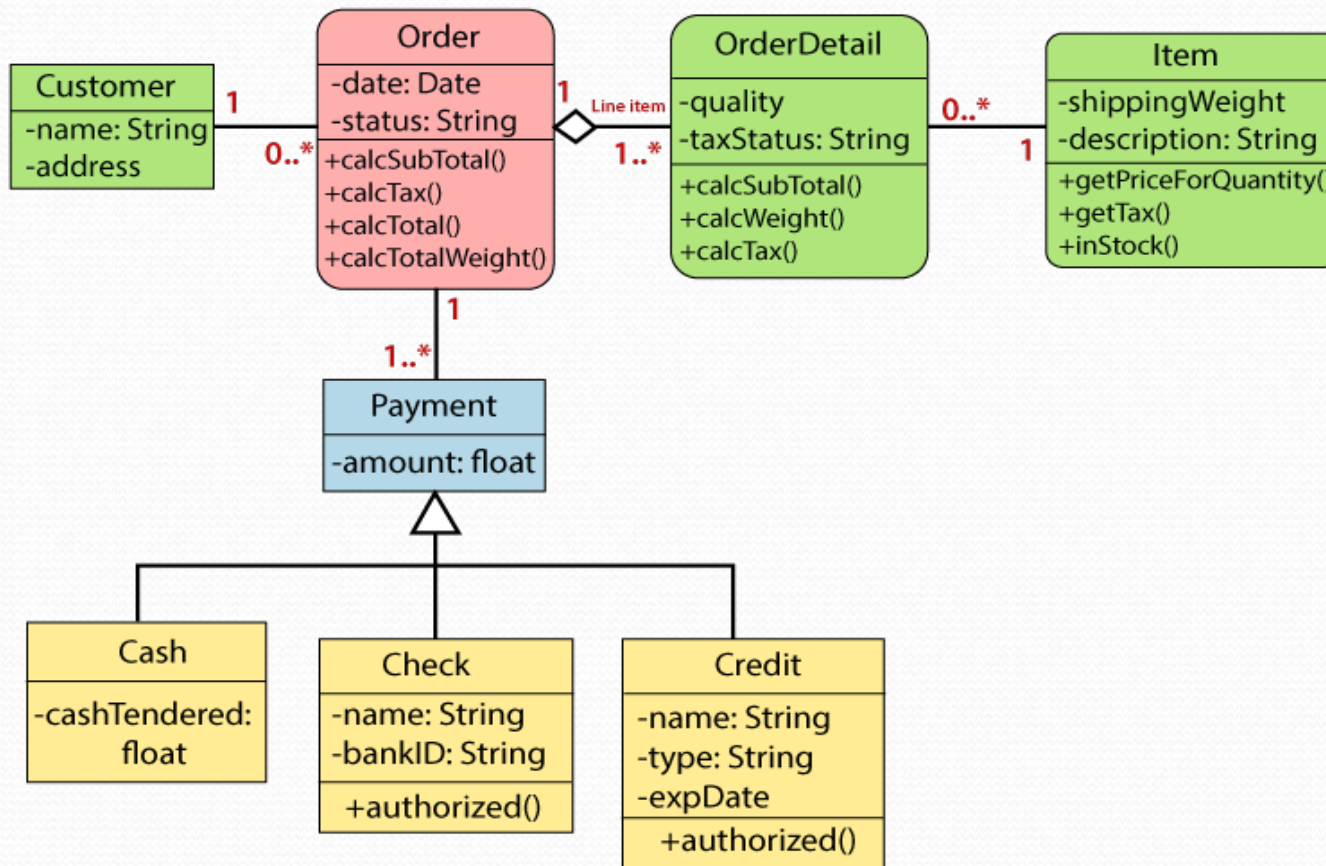 Customer
-name: String
-address
1
0..*
Order
-date: Date
-status: String
+calcSubTotal()
+calcTax()
+calcTotal()
+calcTotalWeight()
1
Line item
1..*
OrderDetail
-quality
-taxStatus: String
+calcSubTotal()
+calcWeight()
+calcTax()
0..*
1
Item
-shippingWeight
-description: String
+getPriceForQuantity()
+getTax()
+inStock()
1
1..*
Payment
-amount: float
Cash
-cashTendered:
float
Check
-name: String
-bankID: String
+authorized()
Credit
-name: String
-type: String
-expDate
+authorized()